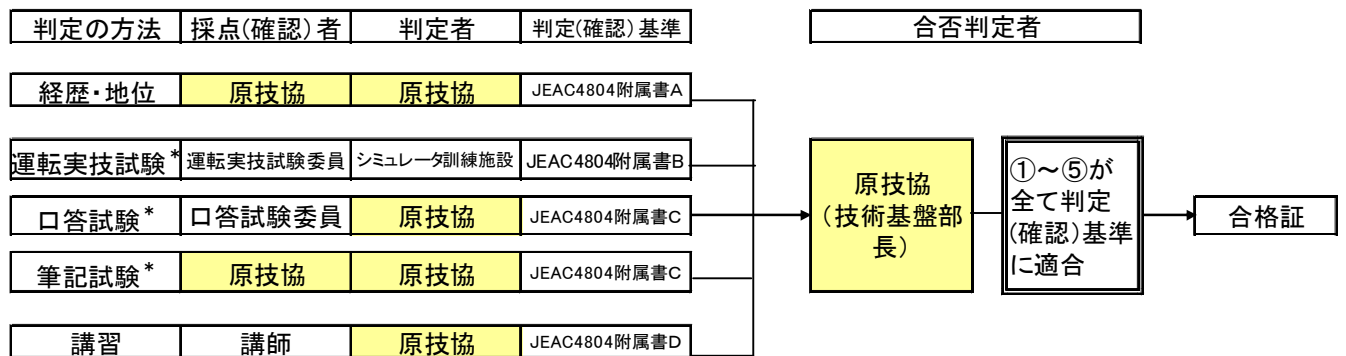 判定の方法 採点(確認)者 判定者 判定(確認)基準 合否判定者
経歴・地位 原技協 原技協 JEAC4804附属書A
運転実技試験* 運転実技試験委員 シミュレータ訓練施設 JEAC4804附属書B
口答試験* 口答試験委員 原技協 JEAC4804附属書C
筆記試験* 原技協 原技協 JEAC4804附属書C
講習 講師 原技協 JEAC4804附属書D
原技協
(技術基盤部
長)
①~⑤が
全て判定
(確認)基準
に適合
合格証